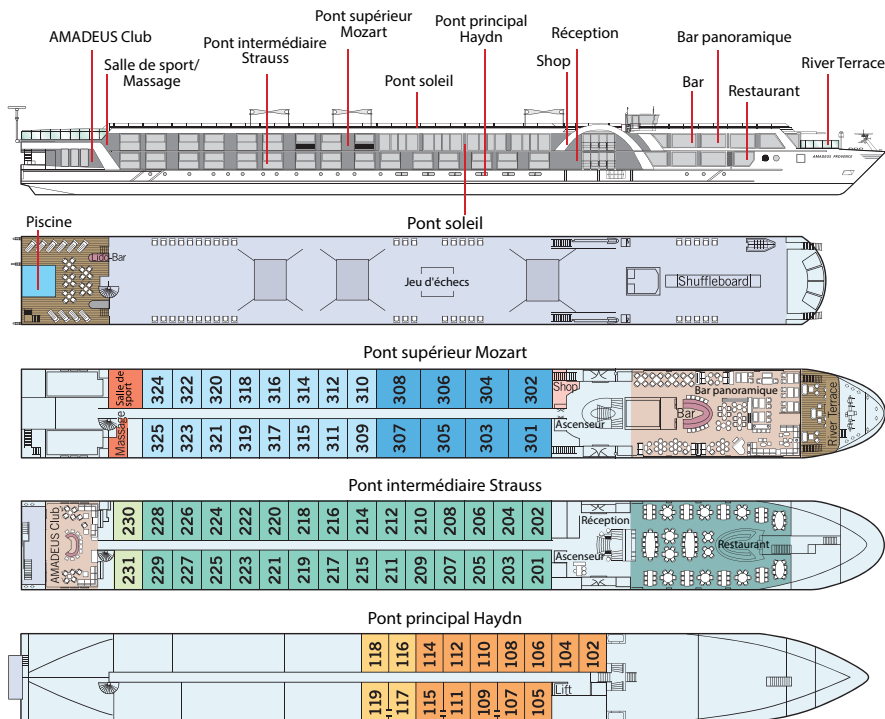 AMADEUS Club
Salle de sport/
Massage
Pont intermédiaire
Strauss
Pont supérieur
Mozart
Pont soleil
Pont principal
Haydn
Shop
Réception
Bar panoramique
Bar
Restaurant
River Terrace
AMADEUS PROVENCE
Pont soleil
Piscine
Lido-Bar
Jeu d'échecs
Shuffleboard
Pont supérieur Mozart
Salle de
sport
324 322 320 318 316 314 312 310 308 306 304 302
Shop
Bar panoramique
Bar
River Terrace
Massage
325 323 321 319 317 315 311 309 307 305 303 301
Ascenseur
Pont intermédiaire Strauss
AMADEUS Club
230 228 226 224 222 220 218 216 214 212 210 208 206 204 202
Réception
Restaurant
Ascenseur
231 229 227 225 223 221 219 217 215 211 209 207 205 203 201
Pont principal Haydn
118 116 114 112 110 108 106 104 102
119 117 115 111 109 107 105
Lift